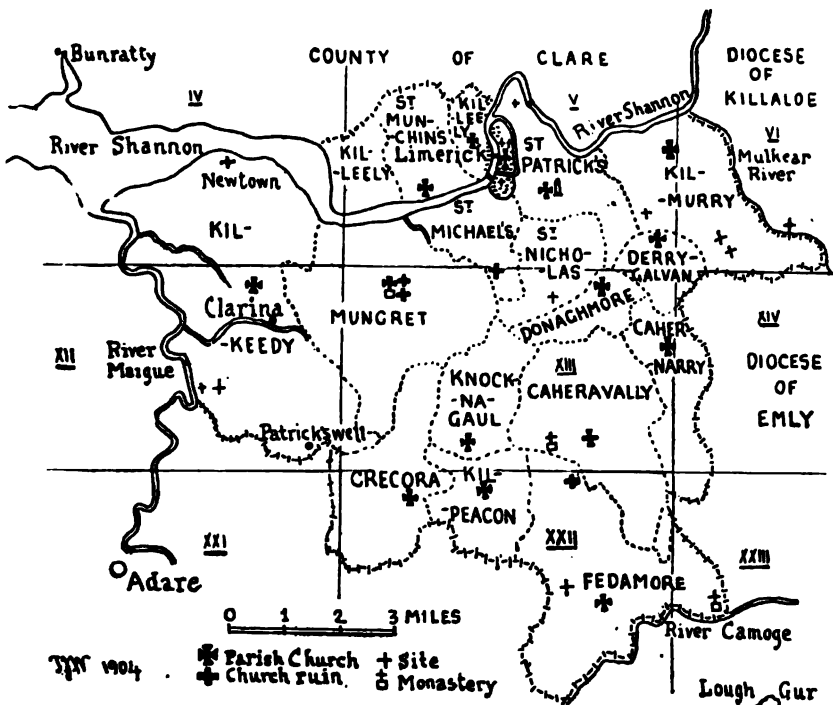 Bunratty
COUNTY OF CLARE
DIOCESE
OF
KILLALOE
IV
V
VI
River Shannon
River Shannon
Mulkear
River
ST
MUN-
CHINS
KIL-
LEE-
LY
KIL-
-LEELY
Limerick
ST
PATRICK'S
Newtown
KIL-
-MURRY
KIL-
ST
MICHAEL'S
ST
NICHO-
-LAS
DERRY-
GALVAN
Clarina
-KEEDY
MUNGRET
DONAGHMORE
CAHER-
NARRY
XIV
DIOCESE
OF
EMLY
XII
River
Maigue
XIII
KNOCK-
-NA-
GAUL
CAHERAVALLY
Patrickswell
CRECORA
KIL-
-PEACON
XXI
XXII
XXIII
Adare
FEDAMORE
River Camoge
0 1 2 3 MILES
TJW 1904
Parish Church
Site
Church ruin.
Monastery
Lough Gur